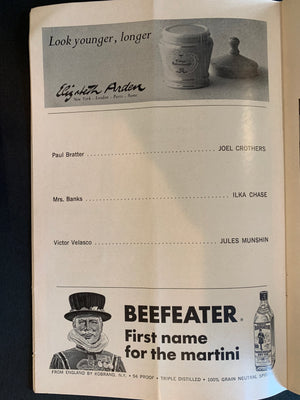 Look younger, longer
Elizabeth Arden
New York · London · Paris · Rome
Paul Bratter JOEL CROTHERS
Mrs. Banks ILKA CHASE
Victor Velasco JULES MUNSHIN
BEEFEATER®
First name
for the martini
FROM ENGLAND BY KOBRAND, N.Y. • 94 PROOF • TRIPLE DISTILLED • 100% GRAIN NEUTRAL